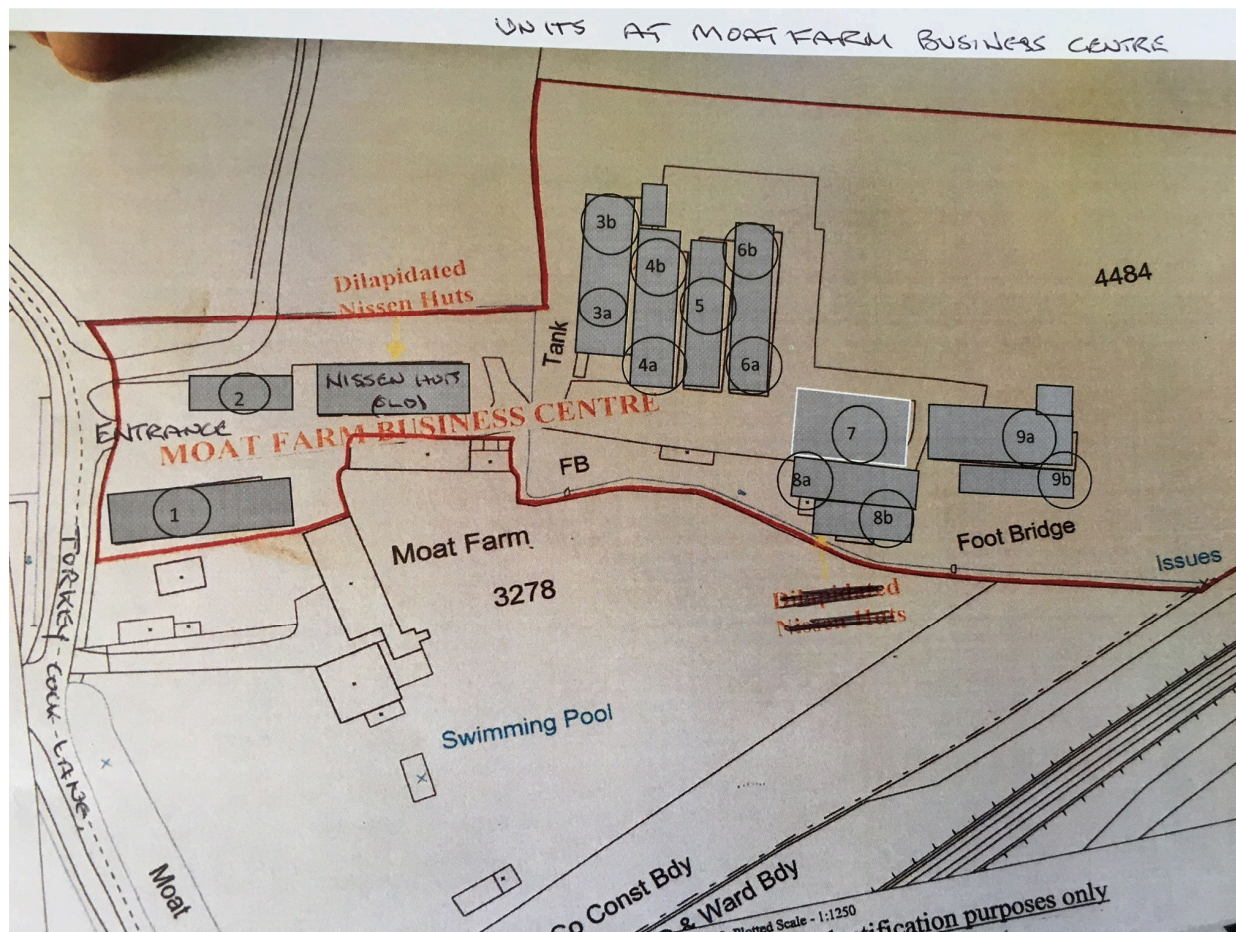 UNITS AT MOAT FARM BUSINESS CENTRE
3b
4b
6b
4484
Dilapidated
Nissen Huts
3a
5
Tank
4a
6a
2
NISSEN HUTS
(OLD)
ENTRANCE
MOAT FARM BUSINESS CENTRE
7
9a
FB
8a
9b
1
8b
Foot Bridge
Moat Farm
Issues
3278
Dilapidated
Nissen Huts
TURKEY COCK LANE
Swimming Pool
Moat
Co Const Bdy
& Ward Bdy
Plotted Scale - 1:1250
purposes only